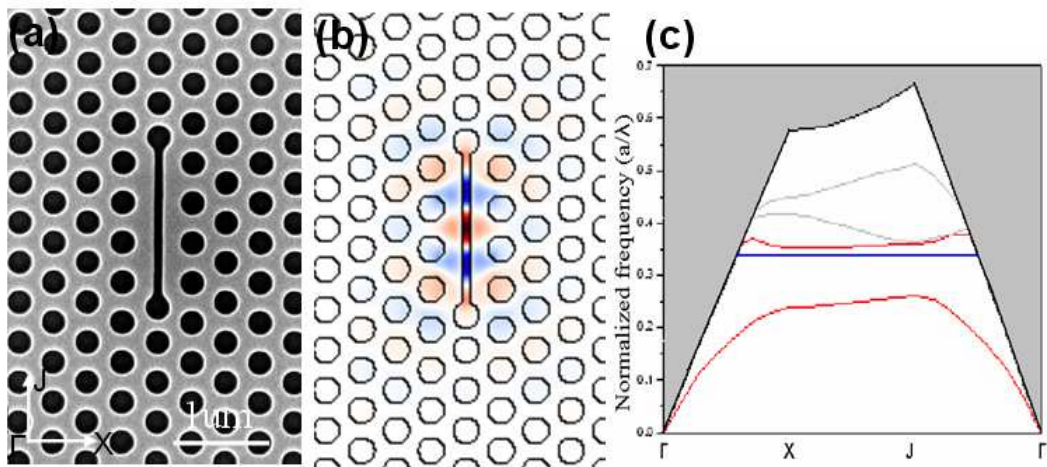 (a)
(b)
(c)
J
Γ
X
1um
Normalized frequency (a/λ)
0.7
0.6
0.5
0.4
0.3
0.2
0.1
0.0
Γ
X
J
Γ